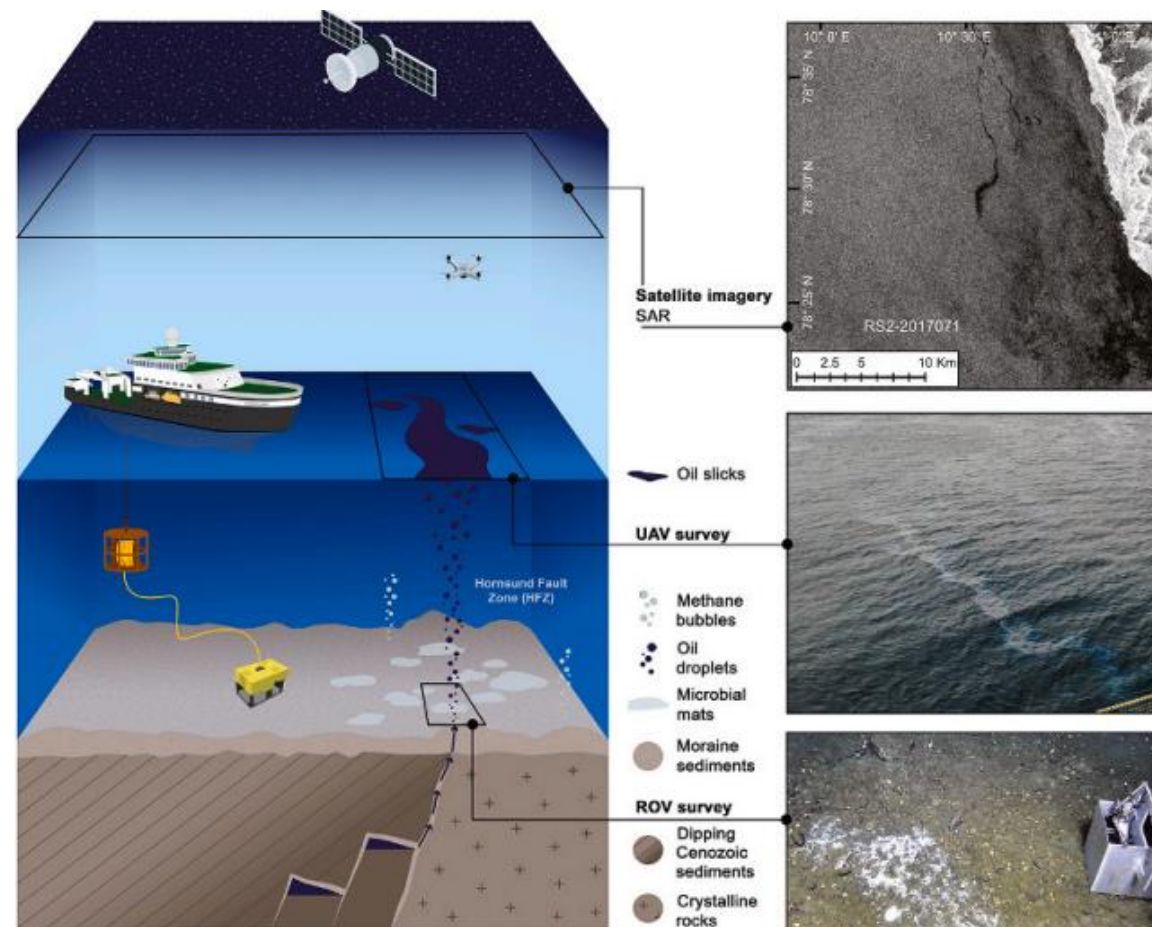 10° 0' E
10° 30' E
78° 35' N
78° 30' N
78° 25' N
RS2-2017071
0 2.5 5 10 Km
Satellite imagery
SAR
Oil slicks
UAV survey
Hornsund Fault
Zone (HFZ)
Methane
bubbles
Oil
droplets
Microbial
mats
Moraine
sediments
ROV survey
Dipping
Cenozoic
sediments
Crystalline
rocks